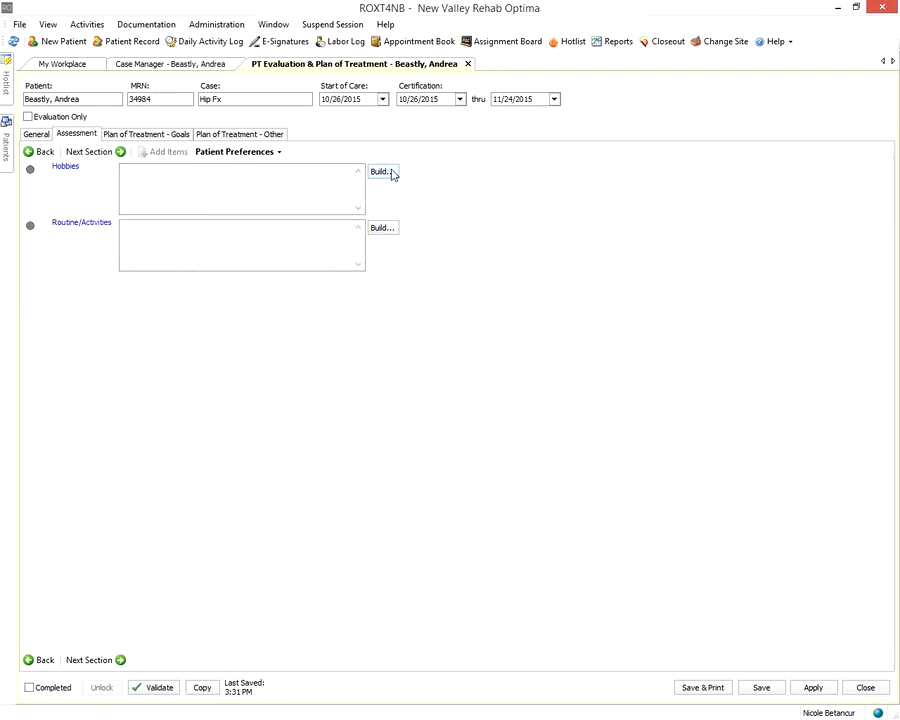 ROXT4NB - New Valley Rehab Optima
File View Activities Documentation Administration Window Suspend Session Help
New Patient Patient Record Daily Activity Log E-Signatures Labor Log Appointment Book Assignment Board Hotlist Reports Closeout Change Site Help
My Workplace Case Manager - Beastly, Andrea PT Evaluation & Plan of Treatment - Beastly, Andrea
Hotlist
Patients
Patient: MRN: Case: Start of Care: Certification:
Beastly, Andrea 34984 Hip Fx 10/26/2015 10/26/2015 thru 11/24/2015
Evaluation Only
General Assessment Plan of Treatment - Goals Plan of Treatment - Other
Back Next Section Add Items Patient Preferences
Hobbies Build...
Routine/Activities Build...
Back Next Section
Completed Unlock Validate Copy Last Saved: Save & Print Save Apply Close
3:31 PM
Nicole Betancur